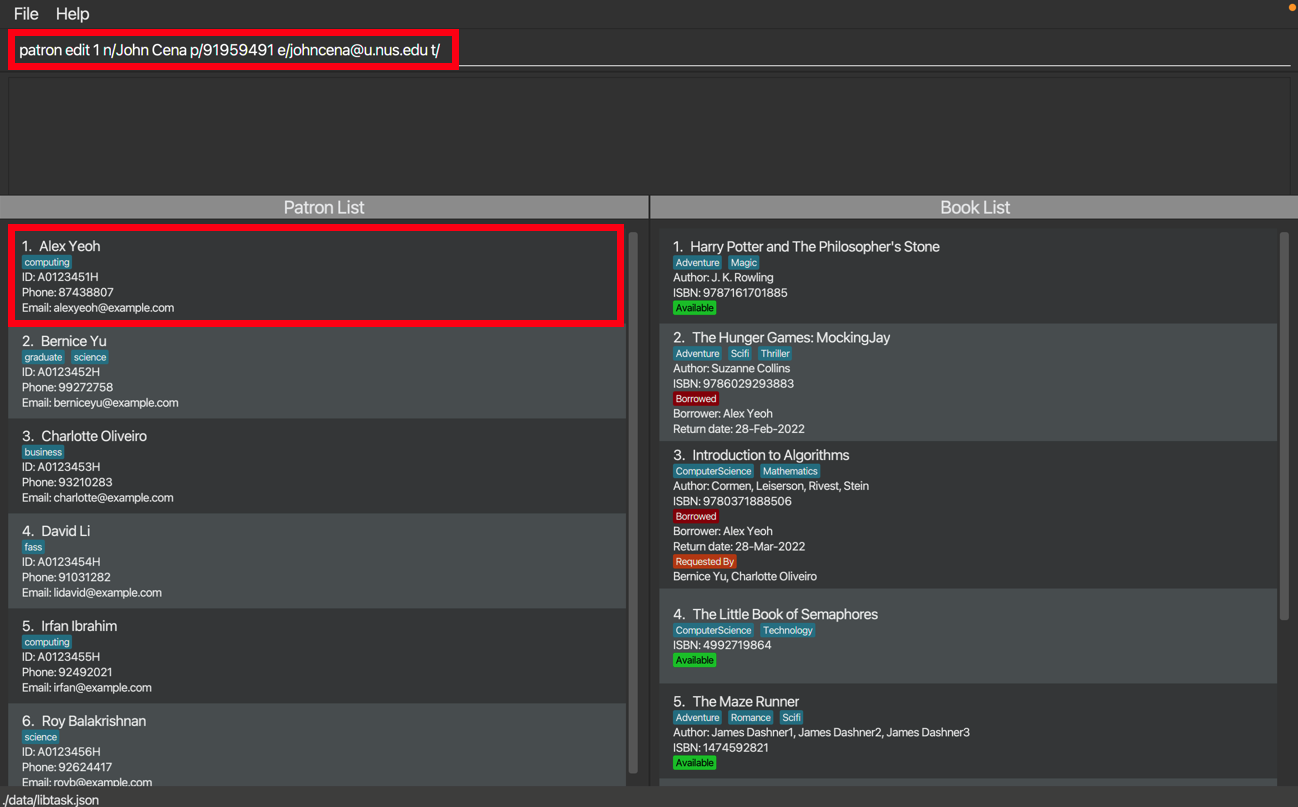 File Help
patron edit 1 n/John Cena p/91959491 e/johncena@u.nus.edu t/
Patron List
1. Alex Yeoh
computing
ID: A0123451H
Phone: 87438807
Email: alexyeoh@example.com
2. Bernice Yu
graduate science
ID: A0123452H
Phone: 99272758
Email: berniceyu@example.com
3. Charlotte Oliveiro
business
ID: A0123453H
Phone: 93210283
Email: charlotte@example.com
4. David Li
fass
ID: A0123454H
Phone: 91031282
Email: lidavid@example.com
5. Irfan Ibrahim
computing
ID: A0123455H
Phone: 92492021
Email: irfan@example.com
6. Roy Balakrishnan
science
ID: A0123456H
Phone: 92624417
Email: royb@example.com
Book List
1. Harry Potter and The Philosopher's Stone
Adventure Magic
Author: J. K. Rowling
ISBN: 9787161701885
Available
2. The Hunger Games: MockingJay
Adventure Scifi Thriller
Author: Suzanne Collins
ISBN: 9786029293883
Borrowed
Borrower: Alex Yeoh
Return date: 28-Feb-2022
3. Introduction to Algorithms
ComputerScience Mathematics
Author: Cormen, Leiserson, Rivest, Stein
ISBN: 9780371888506
Borrowed
Borrower: Alex Yeoh
Return date: 28-Mar-2022
Requested By
Bernice Yu, Charlotte Oliveiro
4. The Little Book of Semaphores
ComputerScience Technology
ISBN: 4992719864
Available
5. The Maze Runner
Adventure Romance Scifi
Author: James Dashner1, James Dashner2, James Dashner3
ISBN: 1474592821
Available
./data/libtask.json